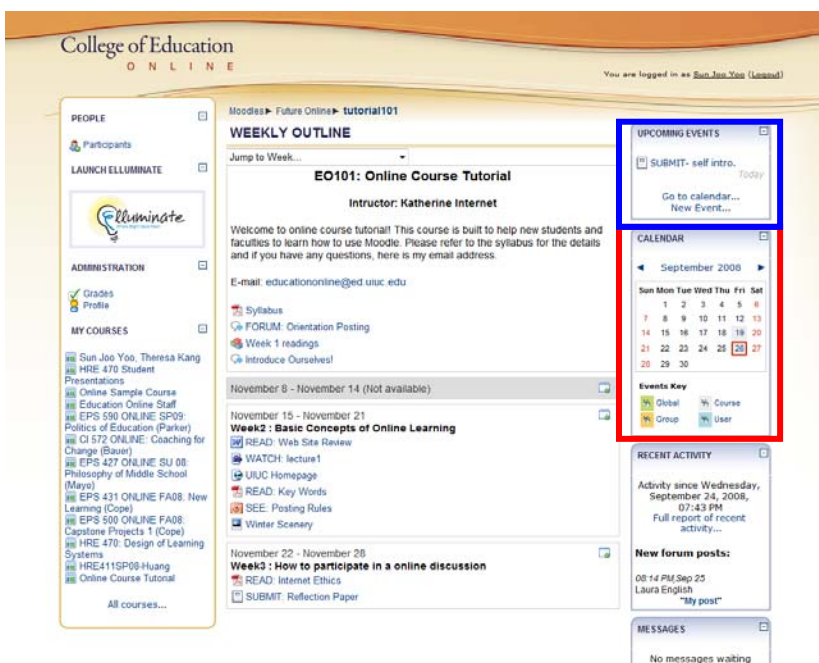 College of Education
ONLINE
You are logged in as Sun Joo Yoo (Logout)
PEOPLE
Participants
LAUNCH ELLUMINATE
Elluminate
ADMINISTRATION
Grades
Profile
MY COURSES
Sun Joo Yoo, Theresa Kang
HRE 470 Student
Presentations
Online Sample Course
Education Online Staff
EPS 590 ONLINE SP09:
Politics of Education (Parker)
CI 572 ONLINE: Coaching for
Change (Bauer)
EPS 427 ONLINE SU 08:
Philosophy of Middle School
(Mayo)
EPS 431 ONLINE FA08: New
Learning (Cope)
EPS 500 ONLINE FA08:
Capstone Projects 1 (Cope)
HRE 470: Design of Learning
Systems
HRE411SP08-Huang
Online Course Tutorial
All courses...
Moodles► Future Online► tutorial101
WEEKLY OUTLINE
Jump to Week...
EO101: Online Course Tutorial
Intructor: Katherine Internet
Welcome to online course tutorial! This course is built to help new students and
faculties to learn how to use Moodle. Please refer to the syllabus for the details
and if you have any questions, here is my email address.
E-mail: educationonline@ed.uiuc.edu
Syllabus
FORUM: Orientation Posting
Week 1 readings
Introduce Ourselves!
November 8 - November 14 (Not available)
November 15 - November 21
Week2 : Basic Concepts of Online Learning
READ: Web Site Review
WATCH: lecture1
UIUC Homepage
READ: Key Words
SEE: Posting Rules
Winter Scenery
November 22 - November 28
Week3 : How to participate in a online discussion
READ: Internet Ethics
SUBMIT: Reflection Paper
UPCOMING EVENTS
SUBMIT- self intro.
Today
Go to calendar...
New Event...
CALENDAR
◄ September 2008 ►
Sun Mon Tue Wed Thu Fri Sat
1 2 3 4 5 6
7 8 9 10 11 12 13
14 15 16 17 18 19 20
21 22 23 24 25 26 27
28 29 30
Events Key
Global Course
Group User
RECENT ACTIVITY
Activity since Wednesday,
September 24, 2008,
07:43 PM
Full report of recent
activity...
New forum posts:
08:14 PM, Sep 25
Laura English
"My post"
MESSAGES
No messages waiting